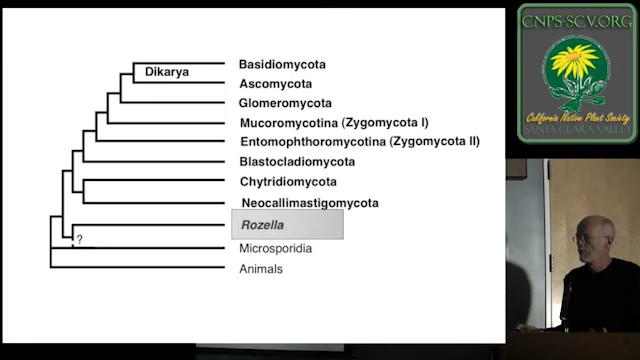 CNPS-SCV.ORG
California Native Plant Society
SANTA CLARA VALLEY
Dikarya
Basidiomycota
Ascomycota
Glomeromycota
Mucoromycotina (Zygomycota I)
Entomophthoromycotina (Zygomycota II)
Blastocladiomycota
Chytridiomycota
Neocallimastigomycota
Rozella
?
Microsporidia
Animals